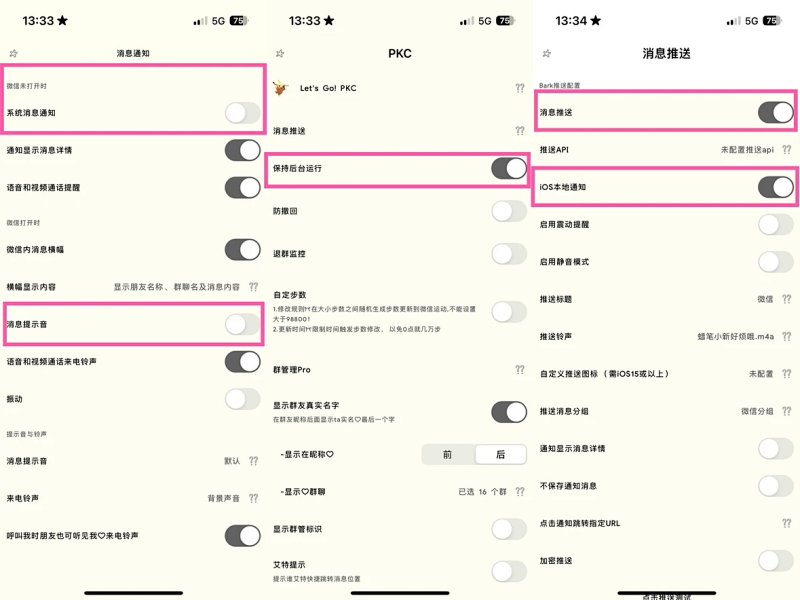 13:33
5G 75
消息通知
微信未打开时
系统消息通知
通知显示消息详情
语音和视频通话提醒
微信打开时
微信内消息横幅
横幅显示内容 显示朋友名称、群聊名及消息内容 ⁇
消息提示音
语音和视频通话来电铃声
振动
提示音与铃声
消息提示音 默认 ⁇
来电铃声 背景声音 ⁇
呼叫我时朋友也可听见我♡来电铃声
13:33
5G 75
PKC
Let's Go! PKC ⁇
消息推送 ⁇
保持后台运行
防撤回
退群监控
自定步数
1.修改规则⌘在大小步数之间随机生成步数更新到微信运动,不能设置
大于98800!
2.更新时间⌘限制时间触发步数修改， 以免0点就几万步
群管理Pro ⁇
显示群友真实名字
在群友昵称后面显示ta实名♡最后一个字
-显示在昵称♡ 前 后
-显示♡群聊 已选 16 个群 ⁇
显示群管标识
艾特提示
提示谁艾特快捷跳转消息位置
13:34
5G 75
消息推送
Bark推送配置
消息推送
推送API 未配置推送api ⁇
iOS本地通知
启用震动提醒
启用静音模式
推送标题 微信 ⁇
推送铃声 蜡笔小新好烦哦.m4a ⁇
自定义推送图标 （需iOS15或以上） 未配置 ⁇
推送消息分组 微信分组 ⁇
通知显示消息详情
不保存通知消息
点击通知跳转指定URL ⁇
加密推送
点击推送测试